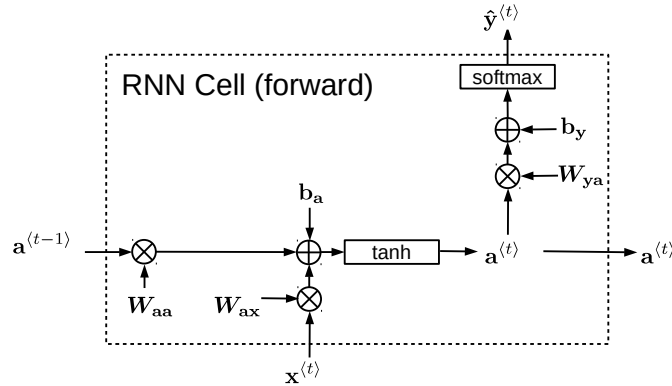 ŷ⟨t⟩
softmax
RNN Cell (forward)
b_y
W_ya
b_a
a⟨t−1⟩
tanh
a⟨t⟩
a⟨t⟩
W_aa
W_ax
x⟨t⟩